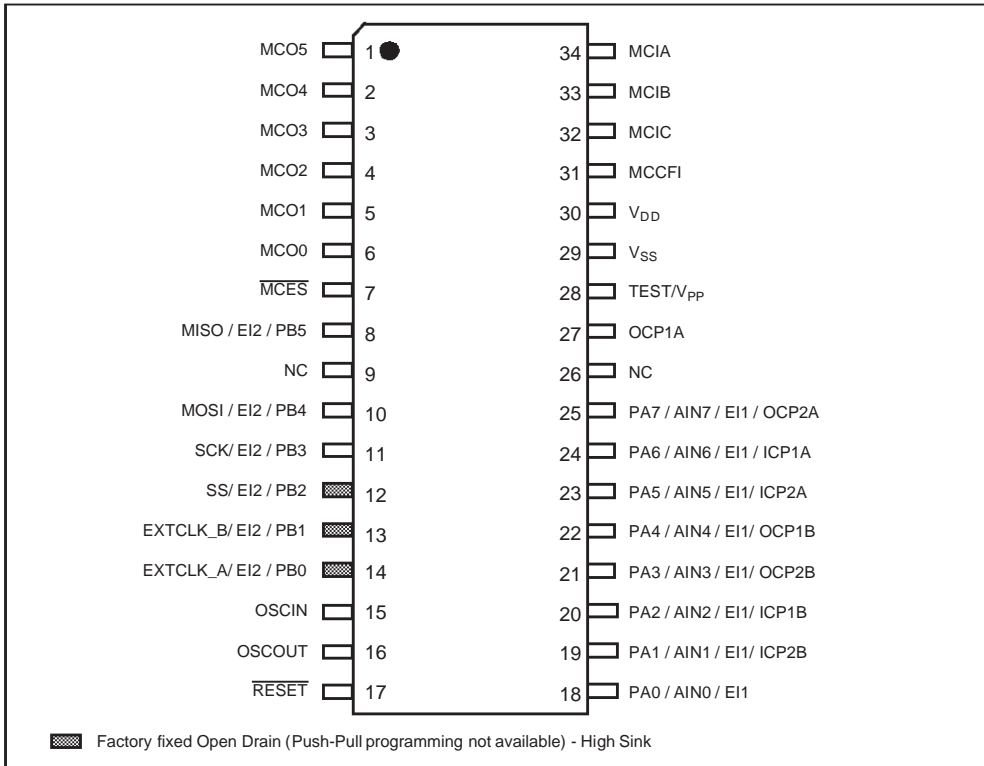 MCO5 1 34 MCIA
MCO4 2 33 MCIB
MCO3 3 32 MCIC
MCO2 4 31 MCCFI
MCO1 5 30 VDD
MCO0 6 29 VSS
MCES 7 28 TEST/VPP
MISO / EI2 / PB5 8 27 OCP1A
NC 9 26 NC
MOSI / EI2 / PB4 10 25 PA7 / AIN7 / EI1 / OCP2A
SCK/ EI2 / PB3 11 24 PA6 / AIN6 / EI1 / ICP1A
SS/ EI2 / PB2 12 23 PA5 / AIN5 / EI1/ ICP2A
EXTCLK_B/ EI2 / PB1 13 22 PA4 / AIN4 / EI1/ OCP1B
EXTCLK_A/ EI2 / PB0 14 21 PA3 / AIN3 / EI1/ OCP2B
OSCIN 15 20 PA2 / AIN2 / EI1/ ICP1B
OSCOUT 16 19 PA1 / AIN1 / EI1/ ICP2B
RESET 17 18 PA0 / AIN0 / EI1
Factory fixed Open Drain (Push-Pull programming not available) - High Sink